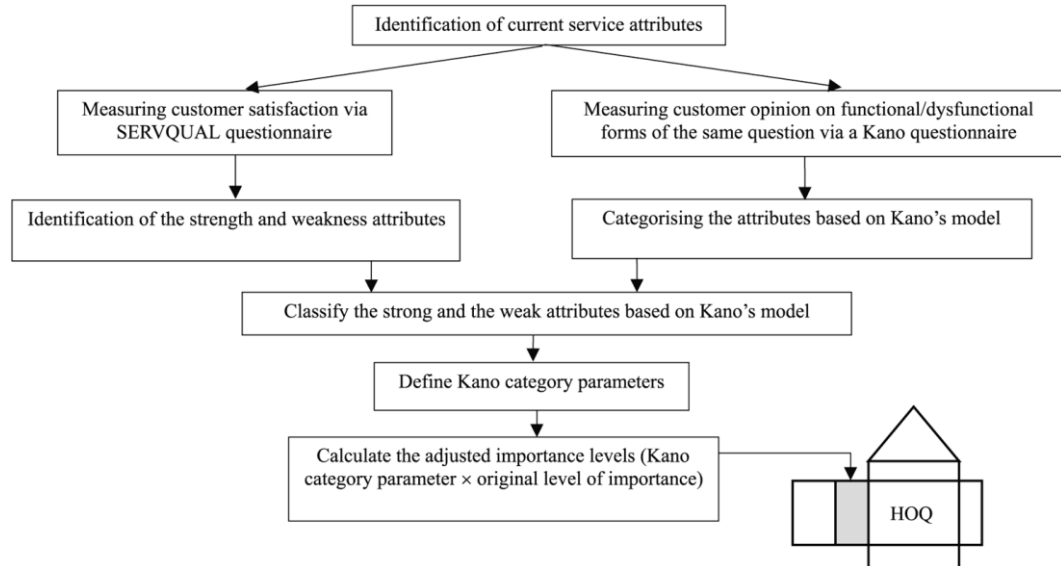 Identification of current service attributes
Measuring customer satisfaction via
SERVQUAL questionnaire
Measuring customer opinion on functional/dysfunctional
forms of the same question via a Kano questionnaire
Identification of the strength and weakness attributes
Categorising the attributes based on Kano's model
Classify the strong and the weak attributes based on Kano's model
Define Kano category parameters
Calculate the adjusted importance levels (Kano
category parameter × original level of importance)
HOQ